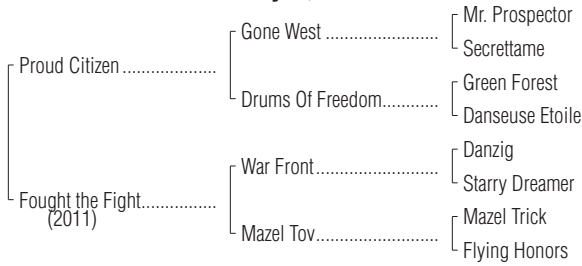 Mr. Prospector
Gone West ......................
Secrettame
Proud Citizen ...................
Green Forest
Drums Of Freedom...........
Danseuse Etoile
Danzig
War Front........................
Starry Dreamer
Fought the Fight...............
(2011)
Mazel Trick
Mazel Tov........................
Flying Honors